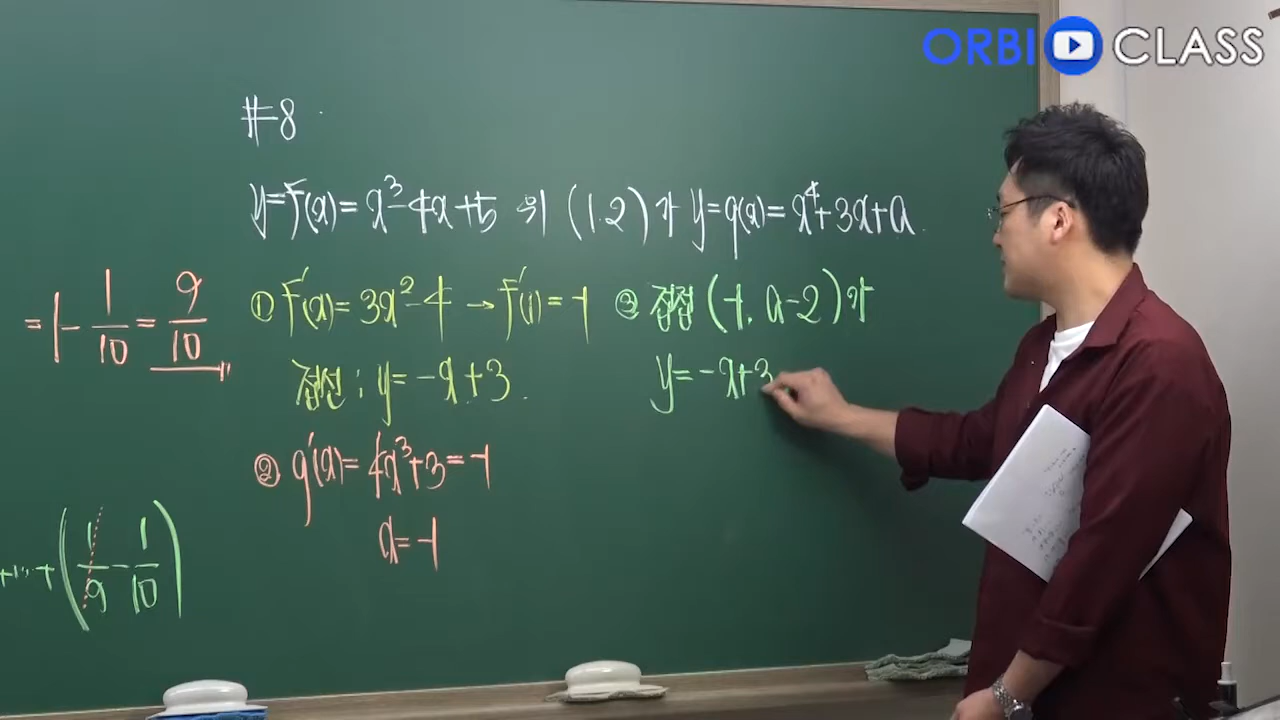 ORBI CLASS
#8
y=f(x)=x³-4x+5 위 (1.2)가 y=g(x)=x⁴+3x+a
=1-1/10=9/10
① f'(x)=3x²-4→f'(1)=-1
접선: y=-x+3.
② g'(x)=4x³+3=-1
x=-1
③ 접점(-1, a-2)가
y=-x+3
+⋯+(1/9-1/10)